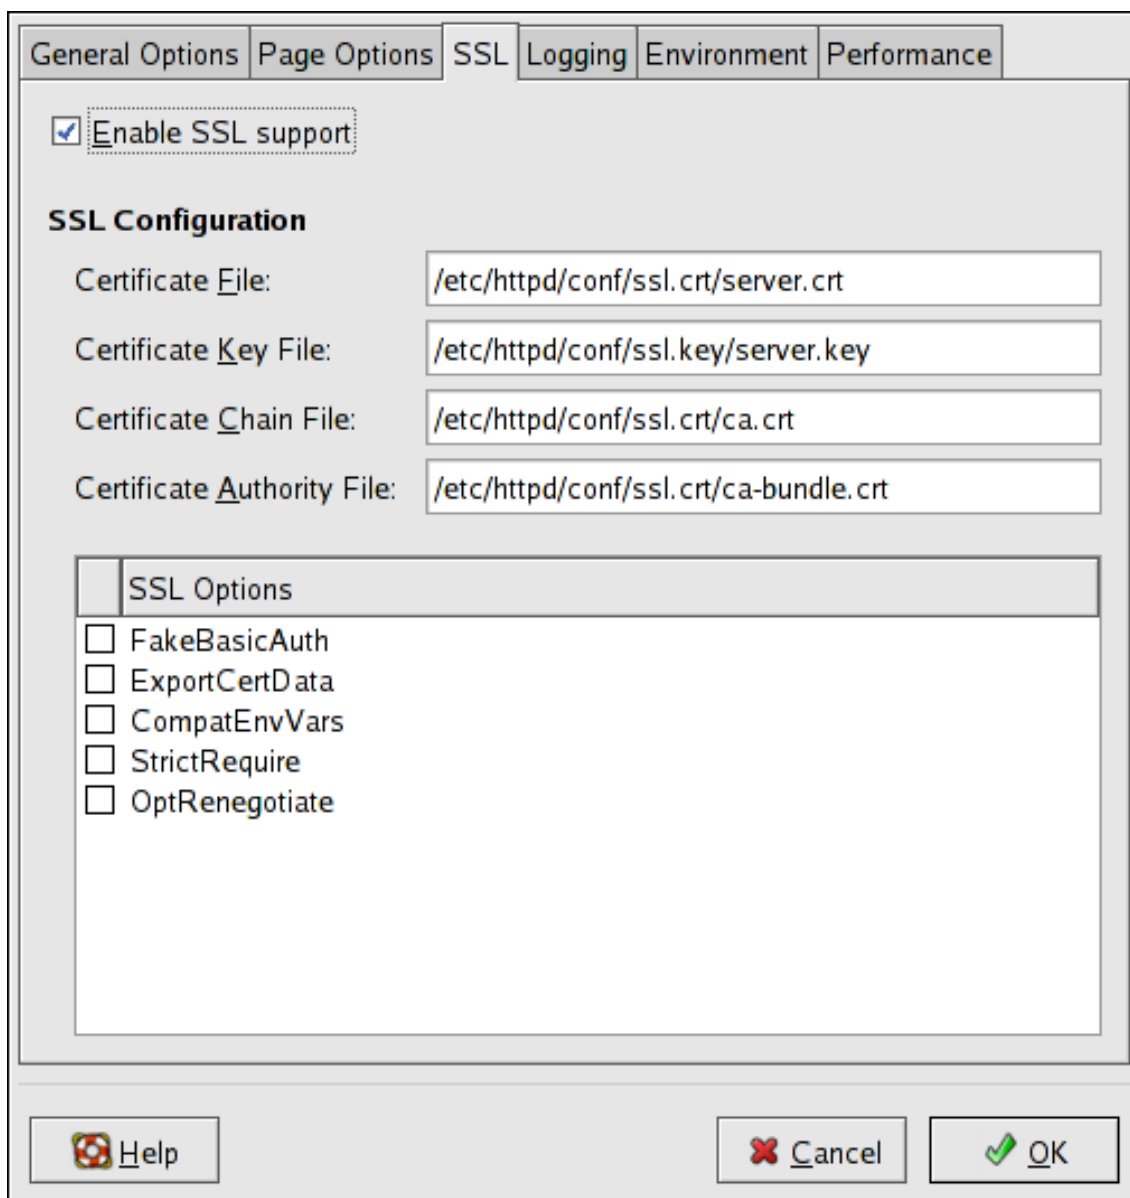 General Options Page Options SSL Logging Environment Performance
Enable SSL support
SSL Configuration
Certificate File: /etc/httpd/conf/ssl.crt/server.crt
Certificate Key File: /etc/httpd/conf/ssl.key/server.key
Certificate Chain File: /etc/httpd/conf/ssl.crt/ca.crt
Certificate Authority File: /etc/httpd/conf/ssl.crt/ca-bundle.crt
SSL Options
FakeBasicAuth
ExportCertData
CompatEnvVars
StrictRequire
OptRenegotiate
Help Cancel OK